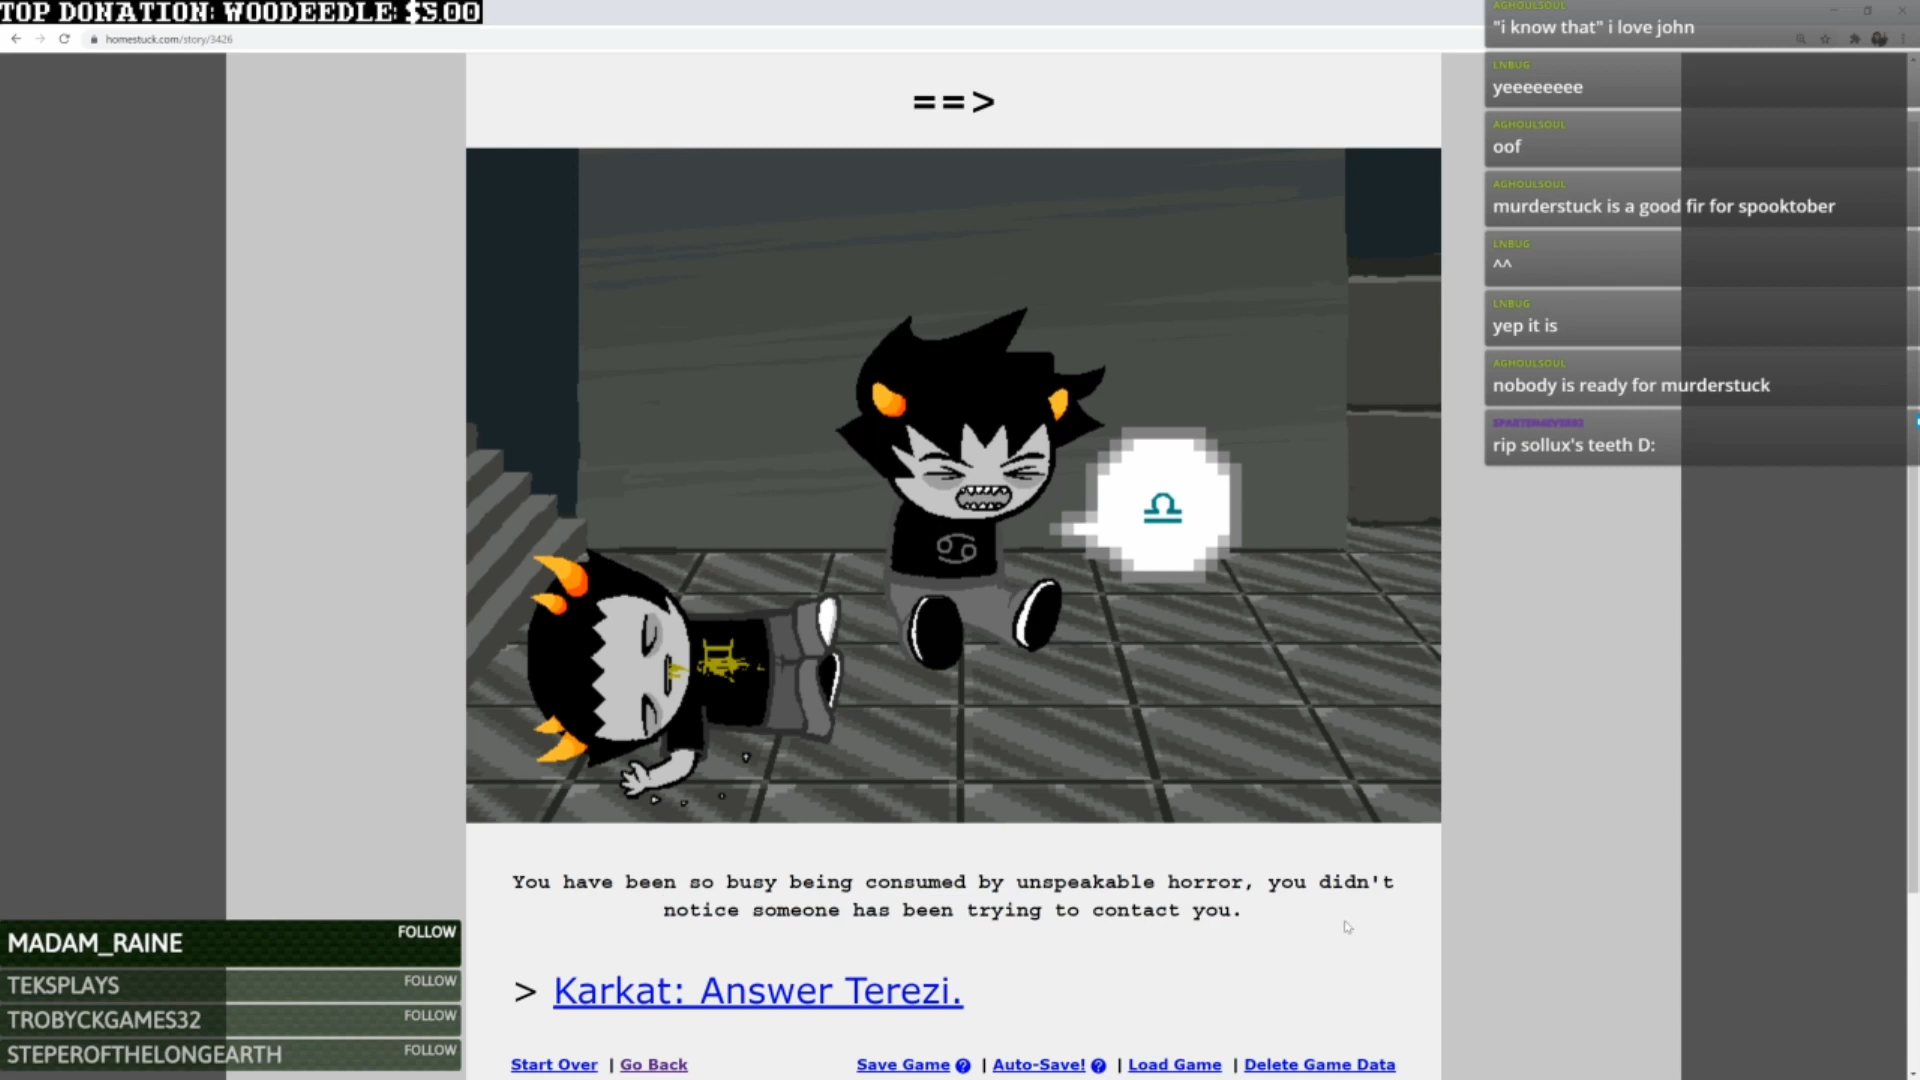 TOP DONATION: WOODEEDLE: $5.00
homestuck.com/story/3426
==>
You have been so busy being consumed by unspeakable horror, you didn't
notice someone has been trying to contact you.
> Karkat: Answer Terezi.
Start Over | Go Back
Save Game ? | Auto-Save! ? | Load Game | Delete Game Data
AGHOULSOUL
"i know that" i love john
LNBUG
yeeeeeeee
AGHOULSOUL
oof
AGHOULSOUL
murderstuck is a good fir for spooktober
LNBUG
^^
LNBUG
yep it is
AGHOULSOUL
nobody is ready for murderstuck
rip sollux's teeth D:
MADAM_RAINE FOLLOW
TEKSPLAYS FOLLOW
TROBYCKGAMES32 FOLLOW
STEPEROFTHELONGEARTH FOLLOW